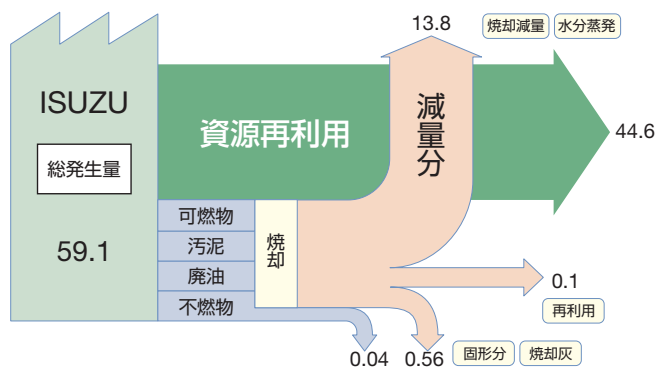 13.8
焼却減量 水分蒸発
ISUZU
総発生量
59.1
資源再利用
減量分
44.6
可燃物
汚泥
廃油
不燃物
焼却
0.1
再利用
0.04
0.56
固形分 焼却灰